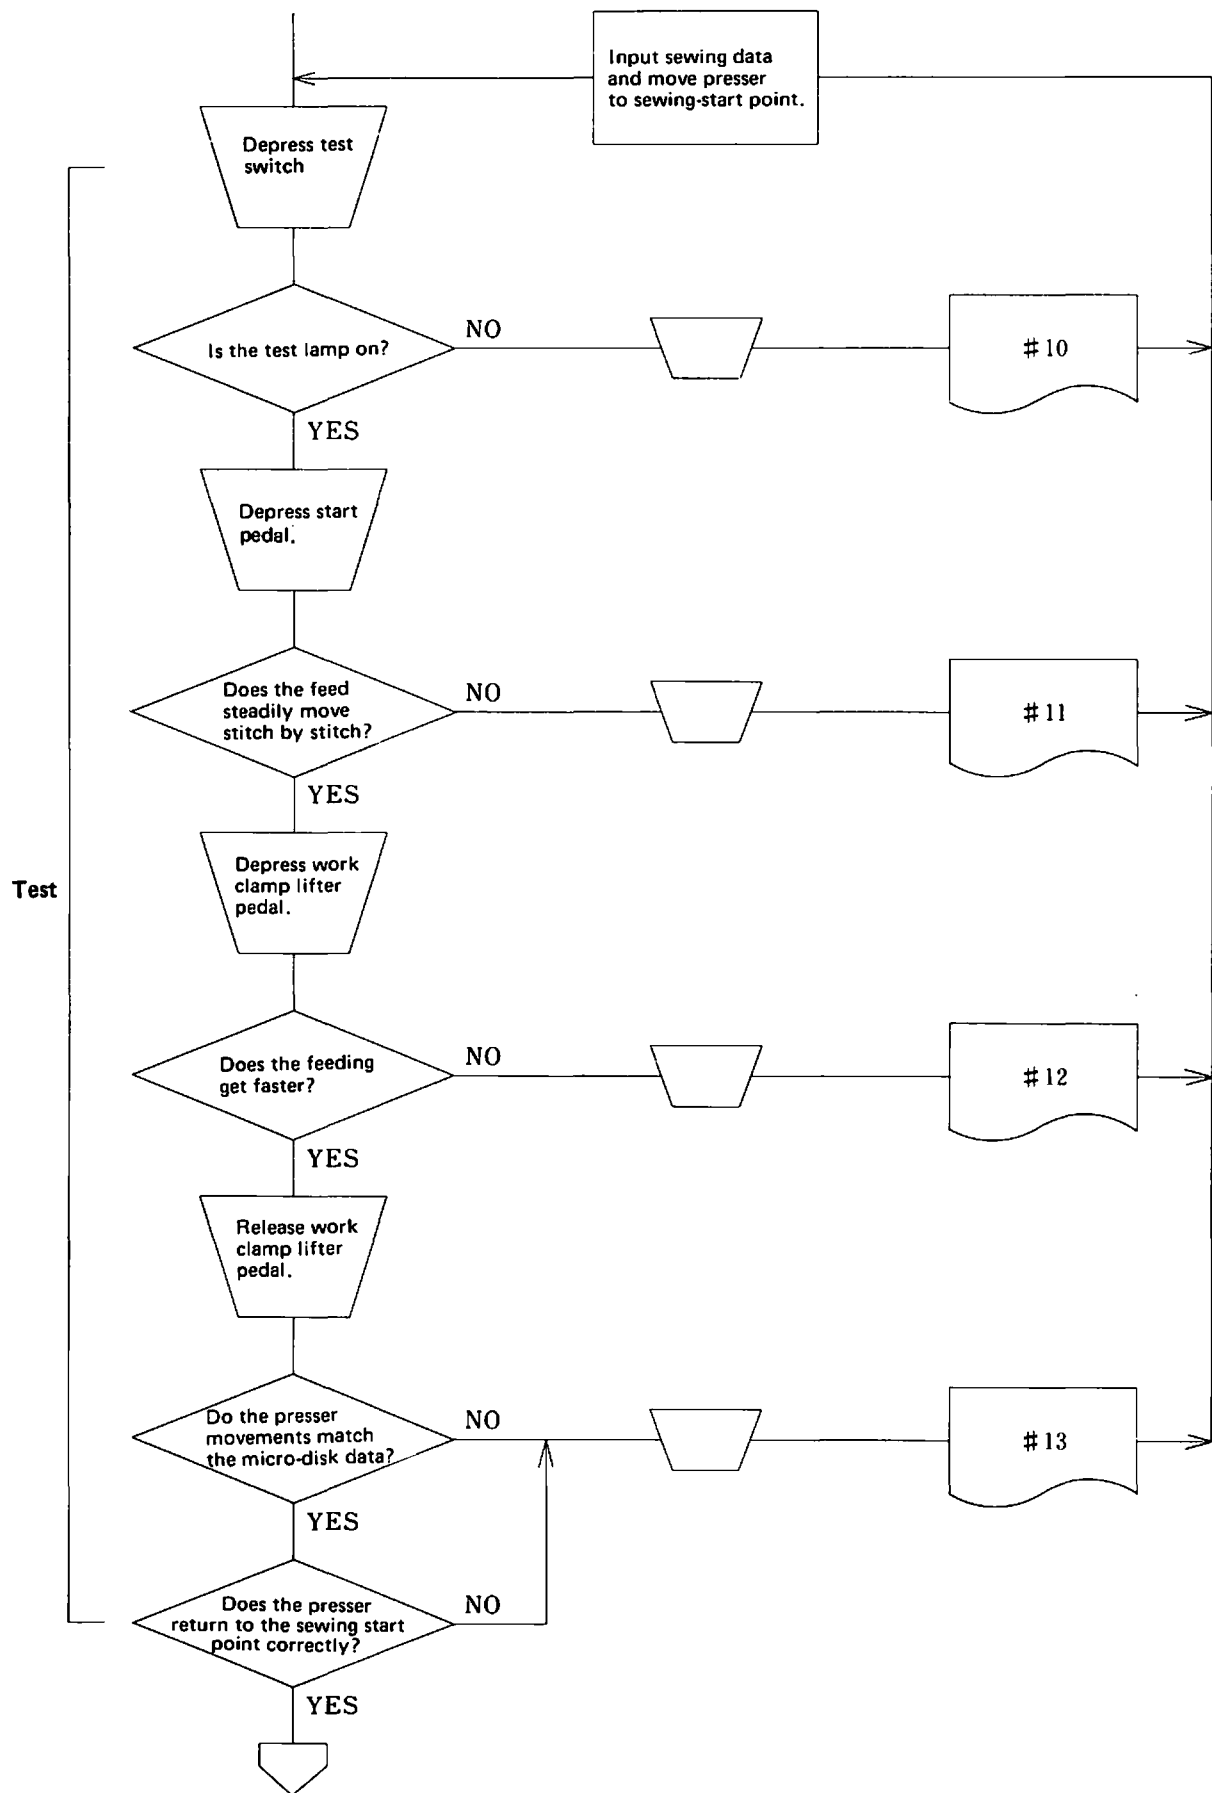 Input sewing data
and move presser
to sewing-start point.
Depress test
switch
Is the test lamp on?
NO
#10
YES
Depress start
pedal.
Does the feed
steadily move
stitch by stitch?
NO
#11
YES
Test
Depress work
clamp lifter
pedal.
Does the feeding
get faster?
NO
#12
YES
Release work
clamp lifter
pedal.
Do the presser
movements match
the micro-disk data?
NO
#13
YES
Does the presser
return to the sewing start
point correctly?
NO
YES